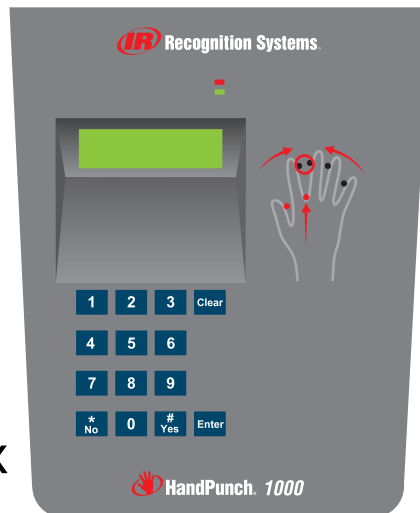 IR Recognition Systems.
1 2 3 Clear
4 5 6
7 8 9
* No 0 # Yes Enter
X
HandPunch. 1000